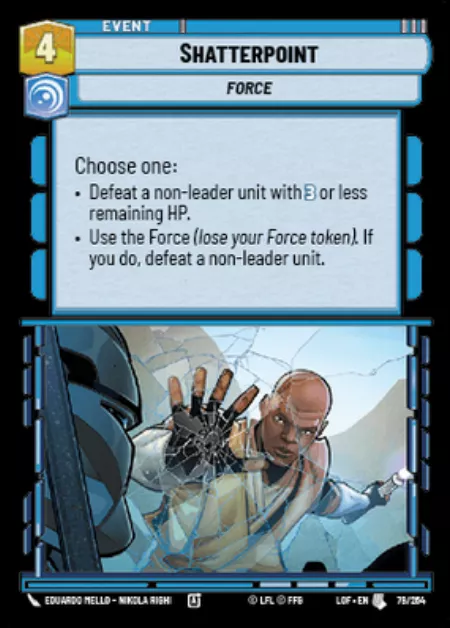 EVENT
4
SHATTERPOINT
FORCE
Choose one:
• Defeat a non-leader unit with 3 or less
remaining HP.
• Use the Force (lose your Force token). If
you do, defeat a non-leader unit.
EDUARDO MELLO – NIKOLA RIGHI
© LFL © FFG
LOF • EN
79/264